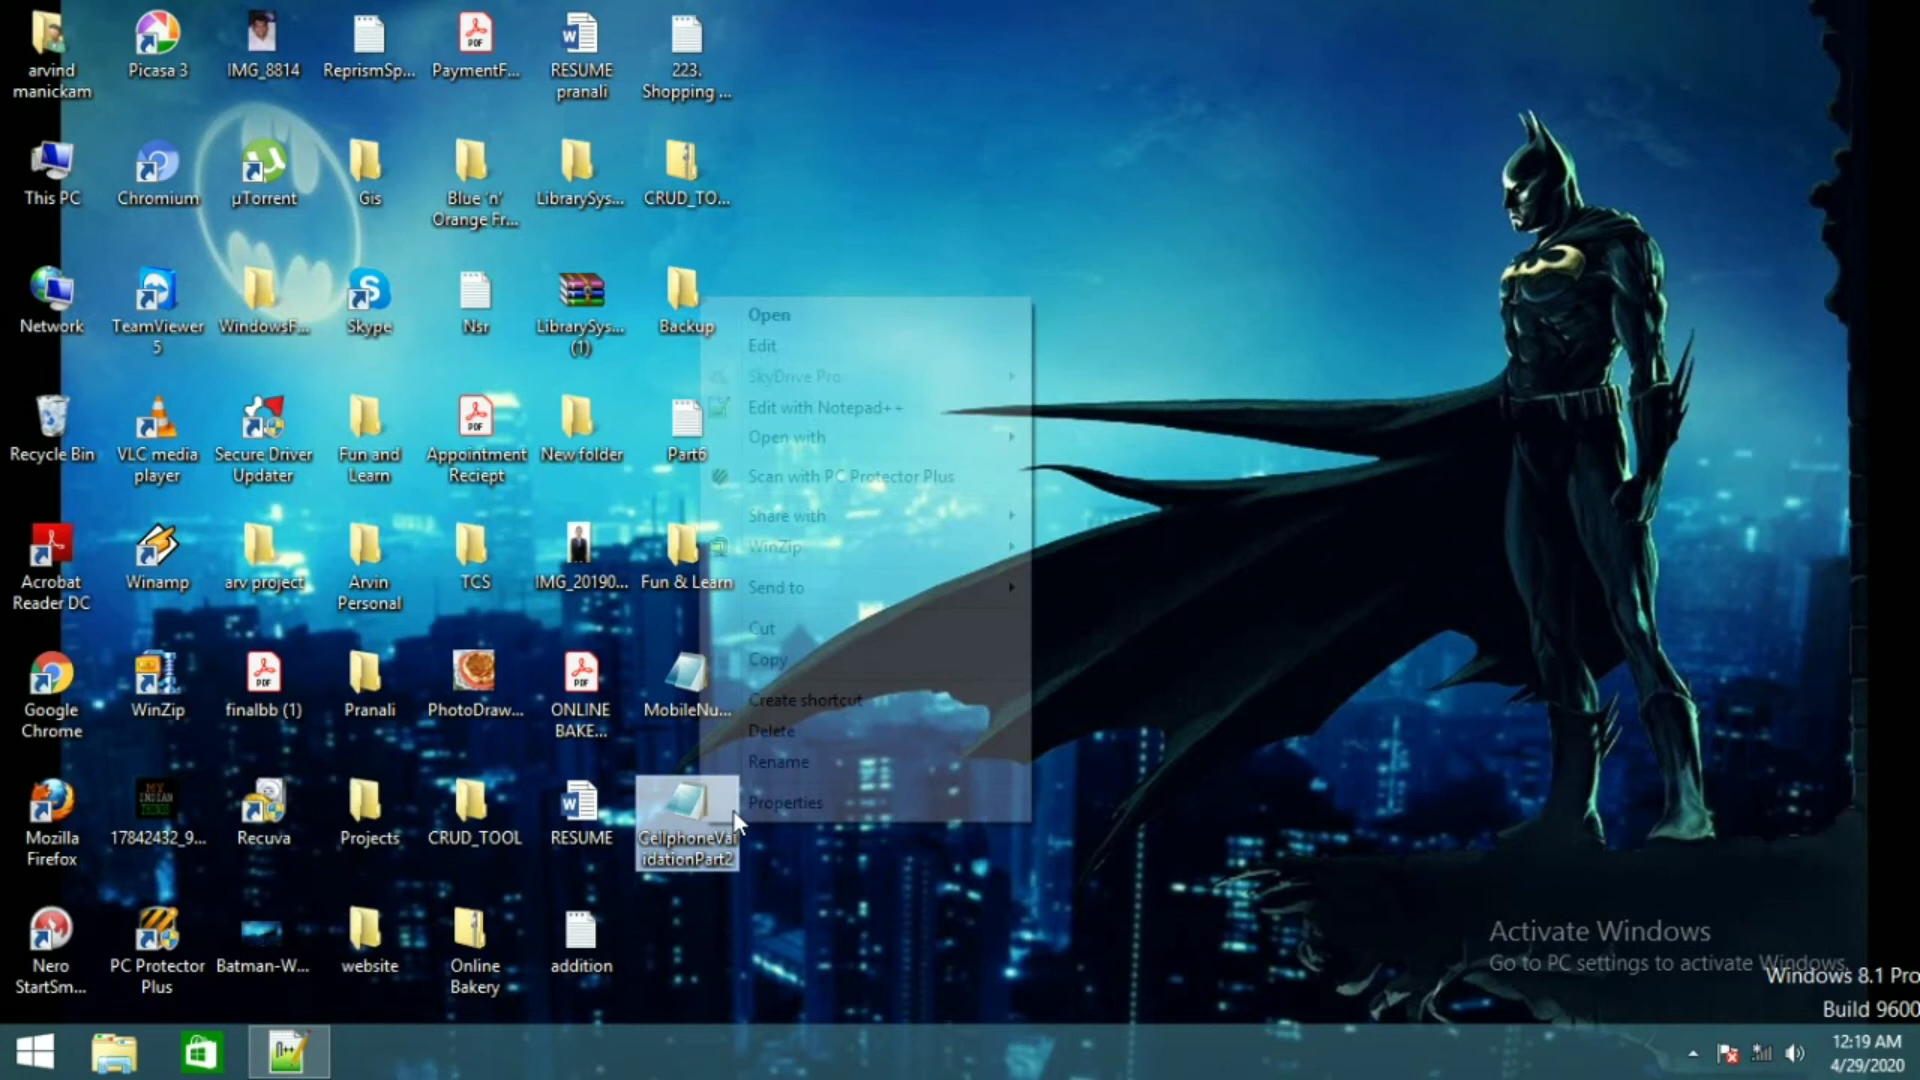 arvind
manickam
Picasa 3
IMG_8814
ReprismSp...
PaymentF...
RESUME
pranali
223.
Shopping ...
This PC
Chromium
µTorrent
Gis
Blue 'n'
Orange Fr...
LibrarySys...
CRUD_TO...
Network
TeamViewer
5
WindowsF...
Skype
Nsr
LibrarySys...
(1)
Backup
Recycle Bin
VLC media
player
Secure Driver
Updater
Fun and
Learn
Appointment
Reciept
New folder
Part6
Acrobat
Reader DC
Winamp
arv project
Arvin
Personal
TCS
IMG_20190...
Fun & Learn
Google
Chrome
WinZip
finalbb (1)
Pranali
PhotoDraw...
ONLINE
BAKE...
MobileNu...
Mozilla
Firefox
MY
INDIAN
THINGS
17842432_9...
Recuva
Projects
CRUD_TOOL
RESUME
CellphoneVal
idationPart2
Nero
StartSm...
PC Protector
Plus
Batman-W...
website
Online
Bakery
addition
Open
Edit
SkyDrive Pro
Edit with Notepad++
Open with
Scan with PC Protector Plus
Share with
WinZip
Send to
Cut
Copy
Create shortcut
Delete
Rename
Properties
Activate Windows
Go to PC settings to activate Windows.
Windows 8.1 Pro
Build 9600
12:19 AM
4/29/2020